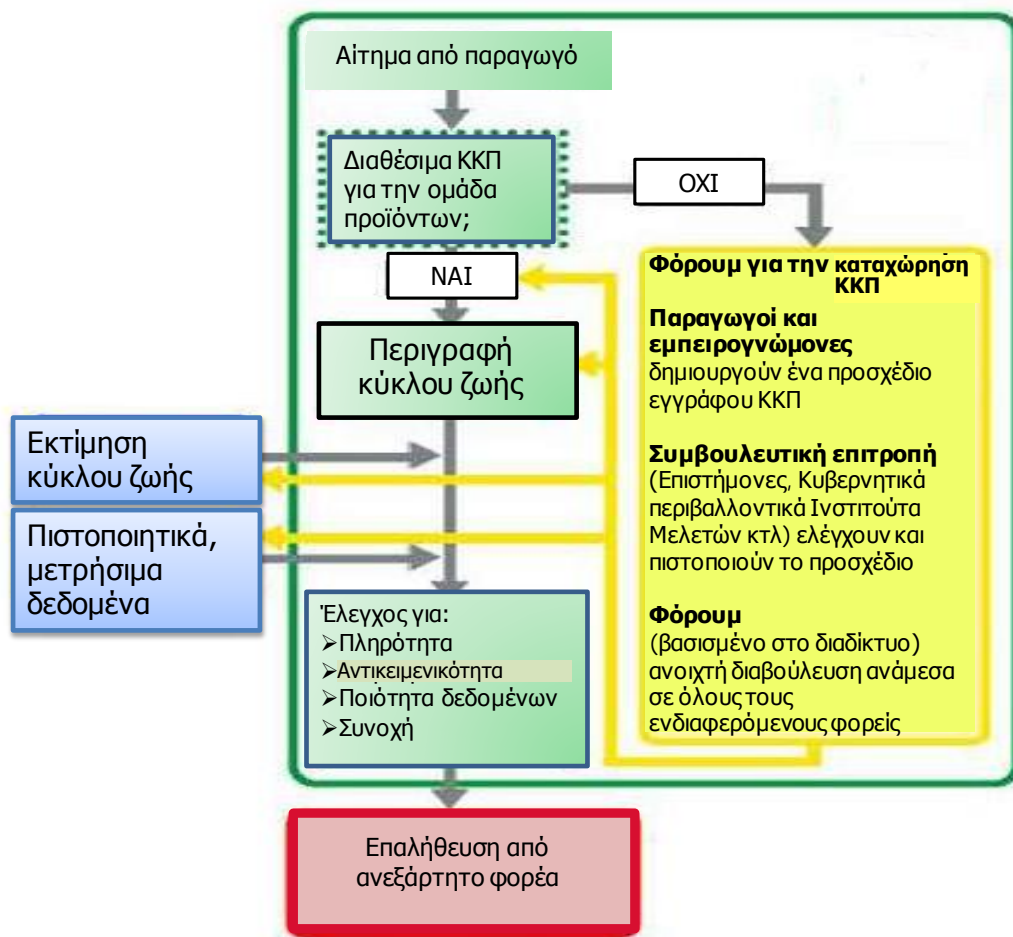 Αίτημα από παραγωγό
Διαθέσιμα ΚΚΠ
για την ομάδα
προϊόντων;
ΟΧΙ
ΝΑΙ
Φόρουμ για την καταχώρηση
ΚΚΠ
Παραγωγοί και
εμπειρογνώμονες
δημιουργούν ένα προσχέδιο
εγγράφου ΚΚΠ
Συμβουλευτική επιτροπή
(Επιστήμονες, Κυβερνητικά
περιβαλλοντικά Ινστιτούτα
Μελετών κτλ) ελέγχουν και
πιστοποιούν το προσχέδιο
Φόρουμ
(βασισμένο στο διαδίκτυο)
ανοιχτή διαβούλευση ανάμεσα
σε όλους τους
ενδιαφερόμενους φορείς
Περιγραφή
κύκλου ζωής
Εκτίμηση
κύκλου ζωής
Πιστοποιητικά,
μετρήσιμα
δεδομένα
Έλεγχος για:
➢Πληρότητα
➢Αντικειμενικότητα
➢Ποιότητα δεδομένων
➢Συνοχή
Επαλήθευση από
ανεξάρτητο φορέα